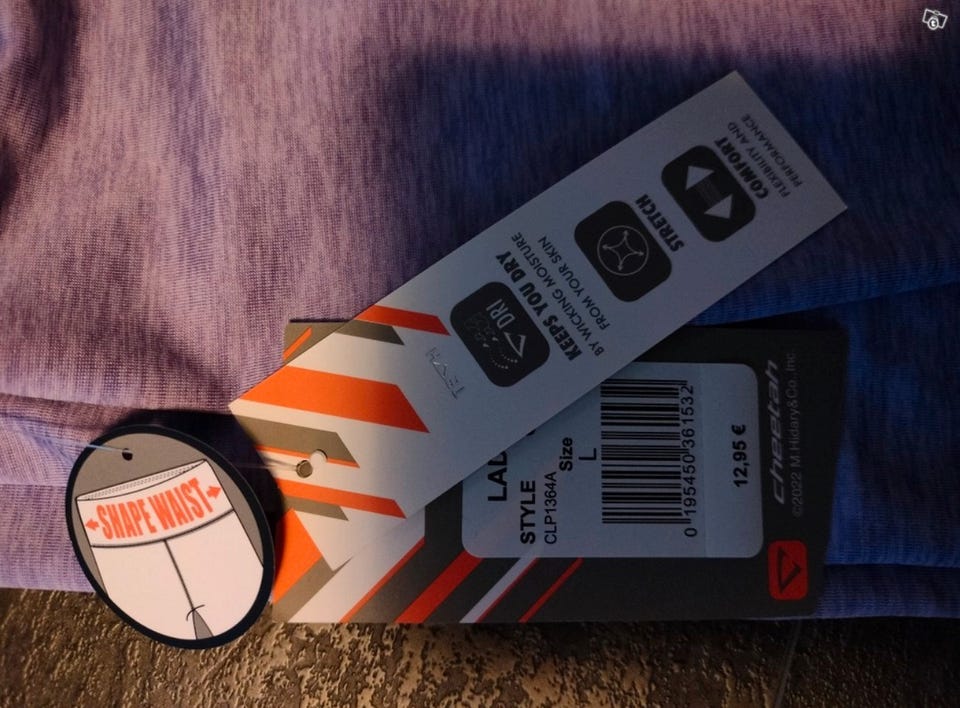 SHAPE WAIST
TECH
DRI
KEEPS YOU DRY
BY WICKING MOISTURE
FROM YOUR SKIN
STRETCH
COMFORT
FLEXIBILITY AND
PERFORMANCE
LAD
STYLE
CLP1364A
Size
L
0 195450 361532
12,95 €
cheetah
©2022 M.Hidary&Co., Inc.